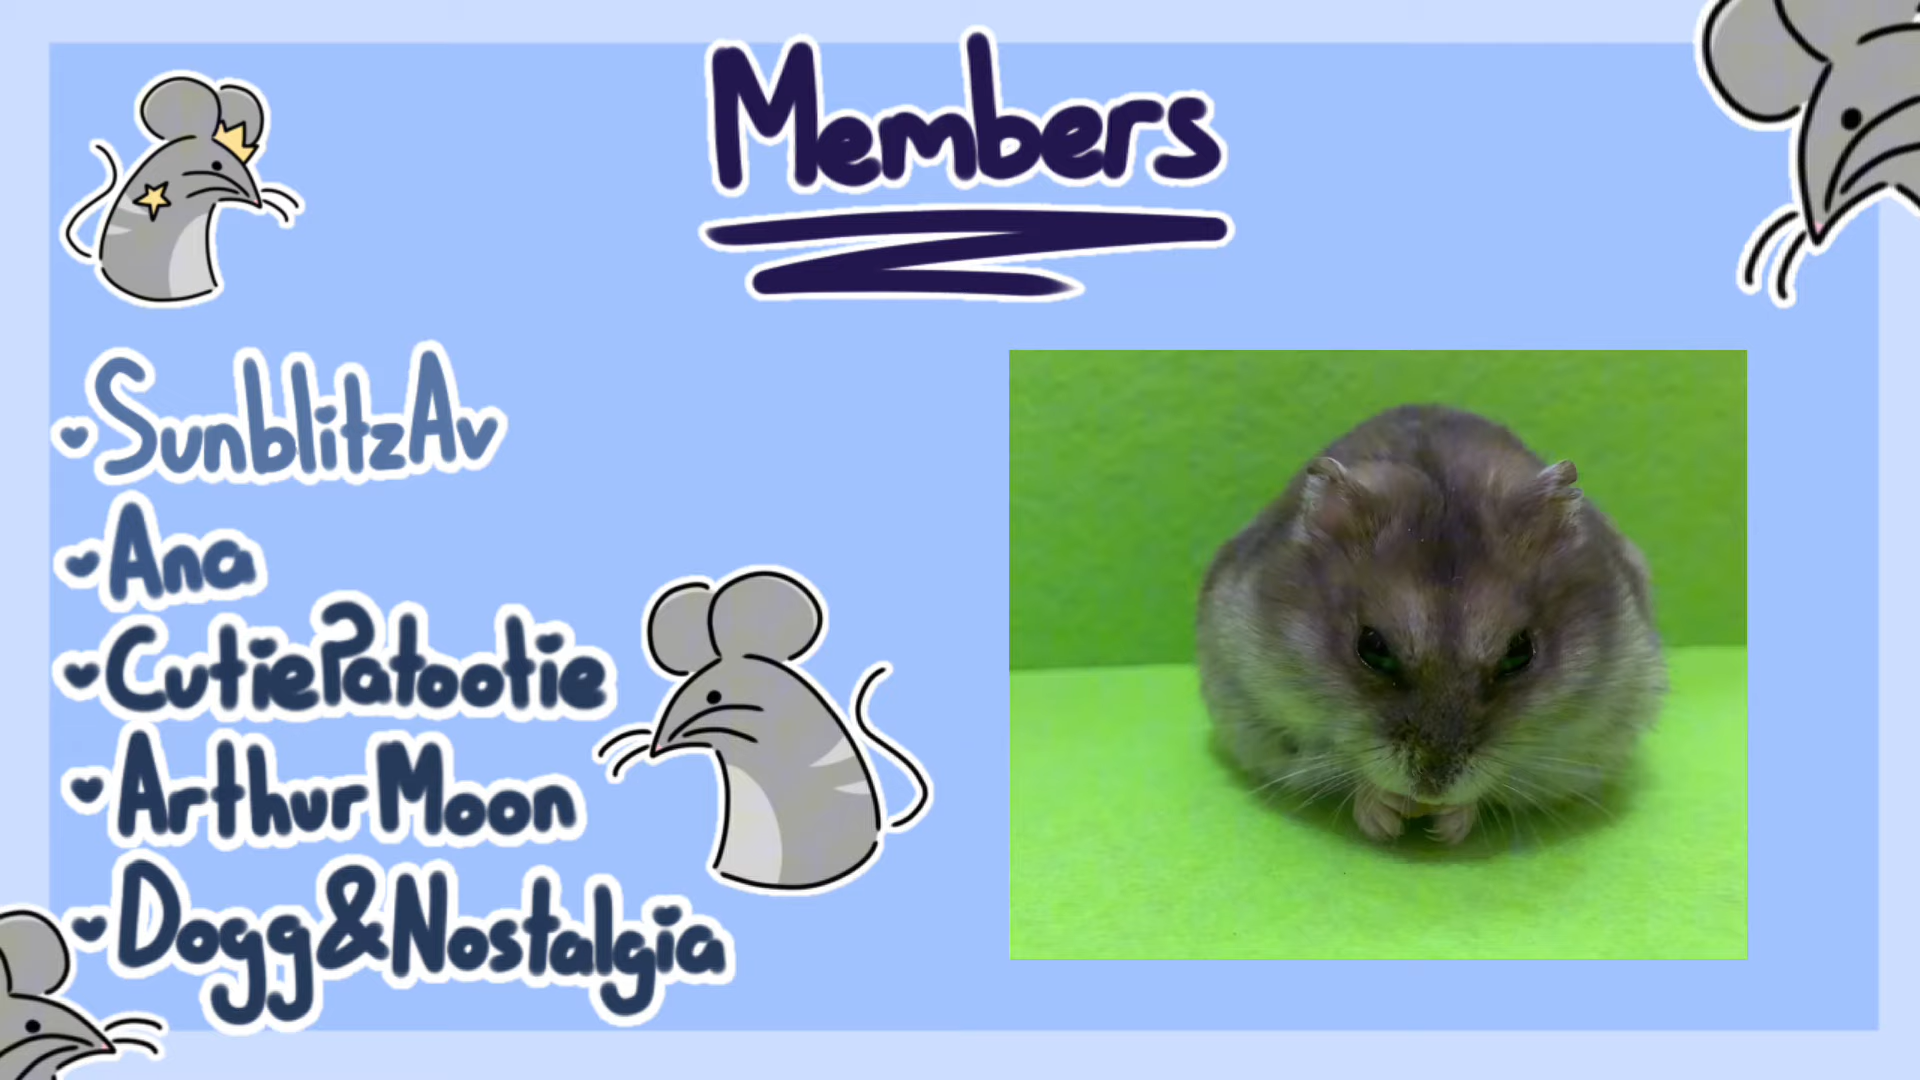 Members
SunblitzAv
Ana
CutiePatootie
ArthurMoon
Dogg&Nostalgia